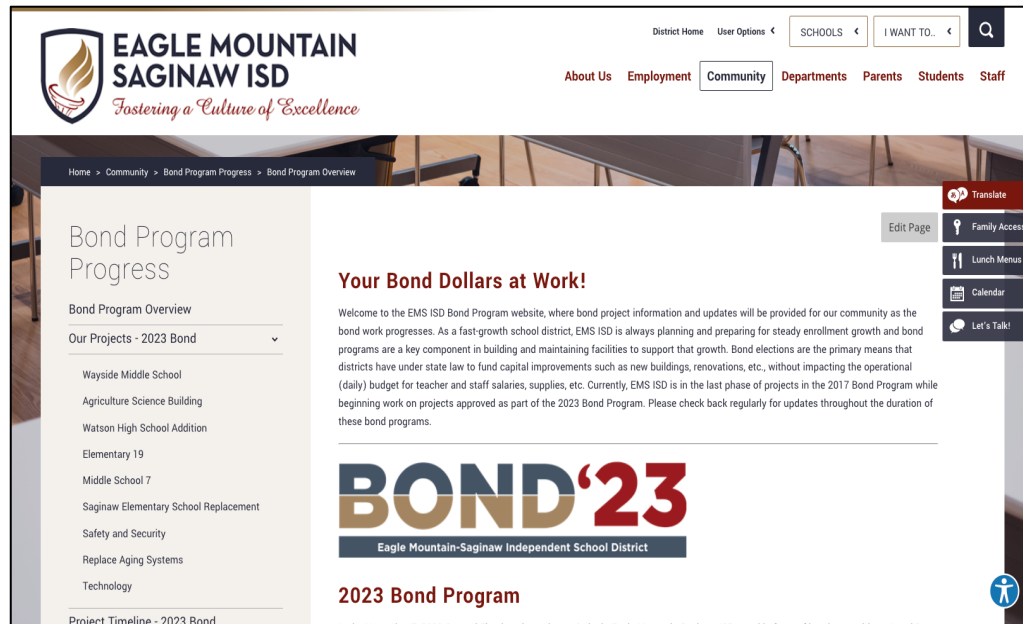 EAGLE MOUNTAIN
SAGINAW ISD
Fostering a Culture of Excellence
District Home User Options SCHOOLS I WANT TO..
About Us Employment Community Departments Parents Students Staff
Home > Community > Bond Program Progress > Bond Program Overview
Translate
Family Access
Lunch Menus
Calendar
Let's Talk!
Edit Page
Bond Program
Progress
Bond Program Overview
Our Projects - 2023 Bond
Wayside Middle School
Agriculture Science Building
Watson High School Addition
Elementary 19
Middle School 7
Saginaw Elementary School Replacement
Safety and Security
Replace Aging Systems
Technology
Project Timeline - 2023 Bond
Your Bond Dollars at Work!
Welcome to the EMS ISD Bond Program website, where bond project information and updates will be provided for our community as the
bond work progresses. As a fast-growth school district, EMS ISD is always planning and preparing for steady enrollment growth and bond
programs are a key component in building and maintaining facilities to support that growth. Bond elections are the primary means that
districts have under state law to fund capital improvements such as new buildings, renovations, etc., without impacting the operational
(daily) budget for teacher and staff salaries, supplies, etc. Currently, EMS ISD is in the last phase of projects in the 2017 Bond Program while
beginning work on projects approved as part of the 2023 Bond Program. Please check back regularly for updates throughout the duration of
these bond programs.
BOND'23
Eagle Mountain-Saginaw Independent School District
2023 Bond Program